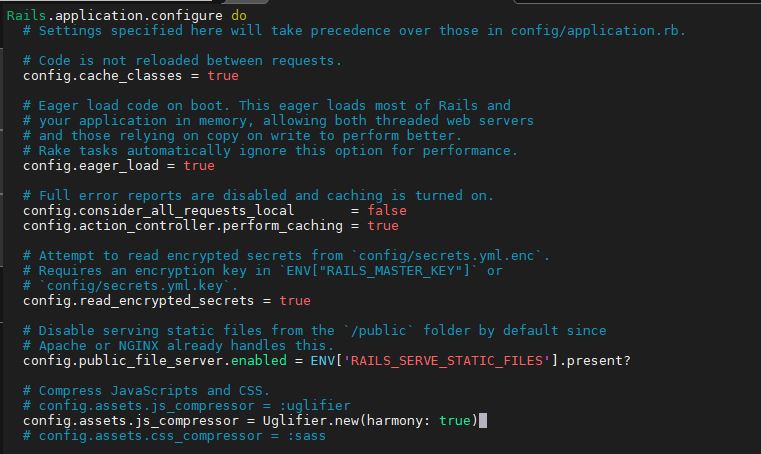 Rails.application.configure do
# Settings specified here will take precedence over those in config/application.rb.
# Code is not reloaded between requests.
config.cache_classes = true
# Eager load code on boot. This eager loads most of Rails and
# your application in memory, allowing both threaded web servers
# and those relying on copy on write to perform better.
# Rake tasks automatically ignore this option for performance.
config.eager_load = true
# Full error reports are disabled and caching is turned on.
config.consider_all_requests_local       = false
config.action_controller.perform_caching = true
# Attempt to read encrypted secrets from `config/secrets.yml.enc`.
# Requires an encryption key in `ENV["RAILS_MASTER_KEY"]` or
# `config/secrets.yml.key`.
config.read_encrypted_secrets = true
# Disable serving static files from the `/public` folder by default since
# Apache or NGINX already handles this.
config.public_file_server.enabled = ENV['RAILS_SERVE_STATIC_FILES'].present?
# Compress JavaScripts and CSS.
# config.assets.js_compressor = :uglifier
config.assets.js_compressor = Uglifier.new(harmony: true)
# config.assets.css_compressor = :sass